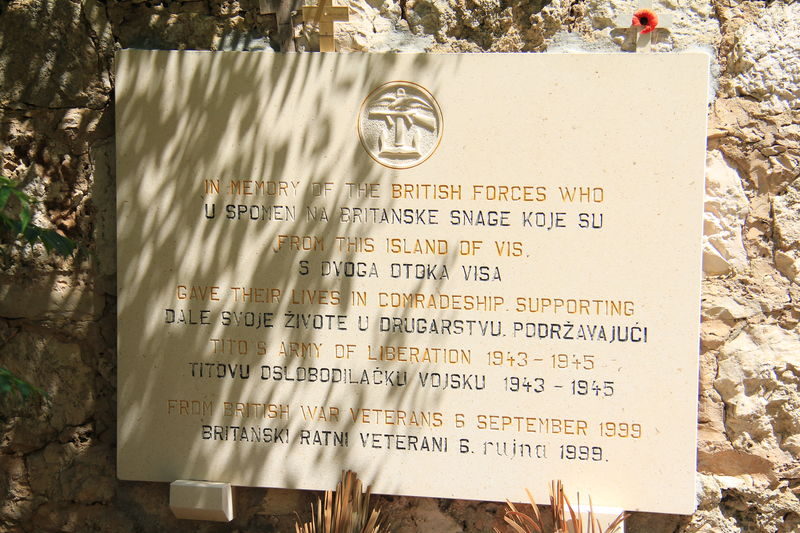 IN MEMORY OF THE BRITISH FORCES WHO
U SPOMEN NA BRITANSKE SNAGE KOJE SU
FROM THIS ISLAND OF VIS.
S OVOGA OTOKA VISA
GAVE THEIR LIVES IN COMRADESHIP. SUPPORTING
DALE SVOJE ŽIVOTE U DRUGARSTVU. PODRŽAVAJUĆI
TITO'S ARMY OF LIBERATION 1943 - 1945
TITOVU OSLOBODILAČKU VOJSKU 1943 - 1945
FROM BRITISH WAR VETERANS 6 SEPTEMBER 1999
BRITANSKI RATNI VETERANI 6. rujna 1999.